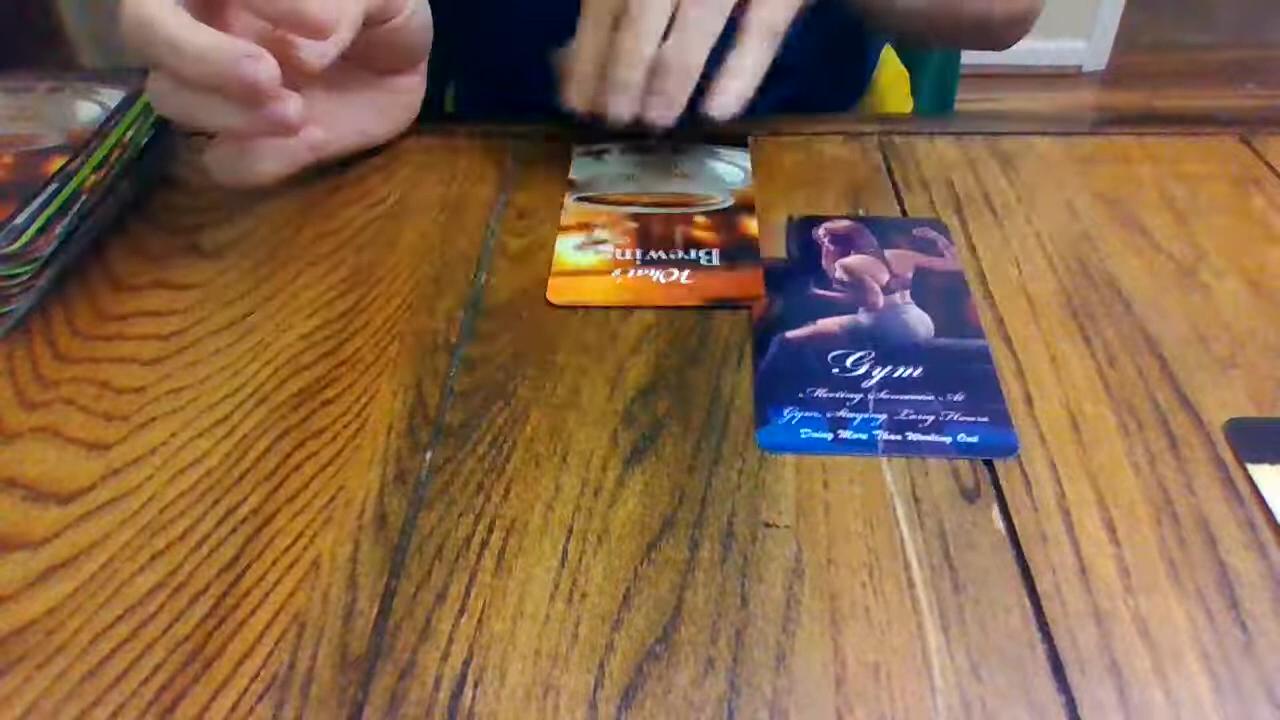 What's
Brewing
Gym
Meeting Someone At
Gym, Staying Long Hours
Doing More Than Working Out